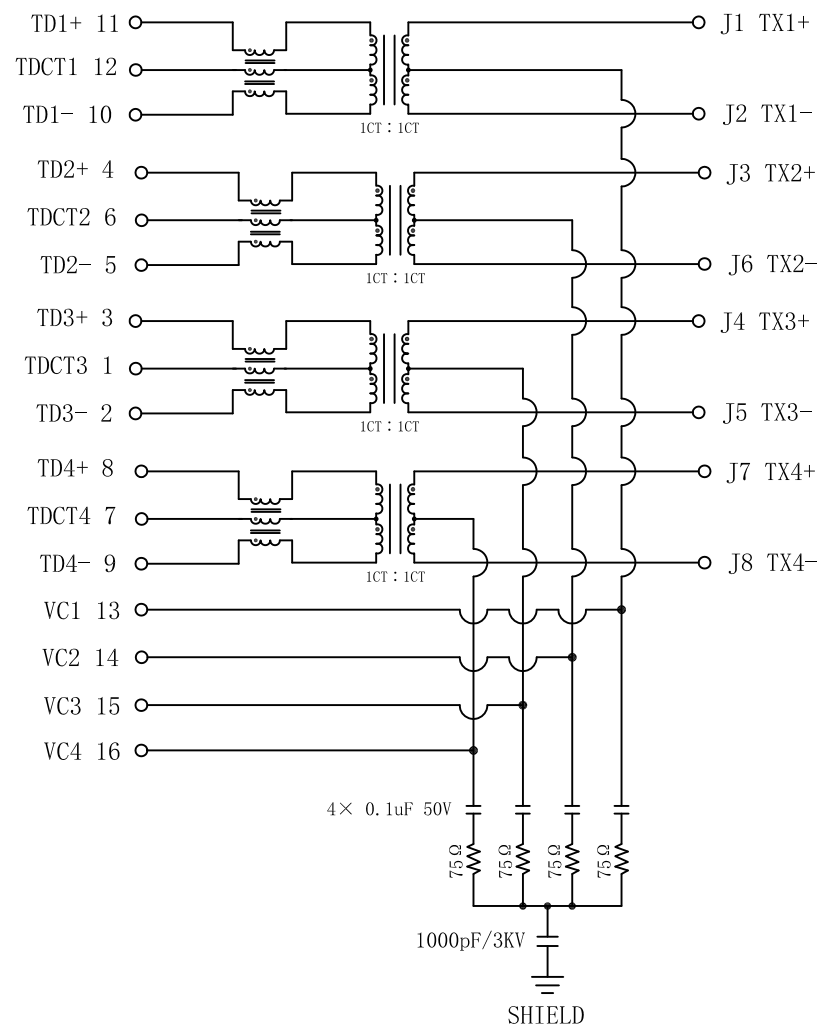 TD1+ 11
J1 TX1+
TDCT1 12
TD1- 10
J2 TX1-
1CT:1CT
TD2+ 4
J3 TX2+
TDCT2 6
TD2- 5
J6 TX2-
1CT:1CT
TD3+ 3
J4 TX3+
TDCT3 1
TD3- 2
J5 TX3-
1CT:1CT
TD4+ 8
J7 TX4+
TDCT4 7
TD4- 9
J8 TX4-
1CT:1CT
VC1 13
VC2 14
VC3 15
VC4 16
4× 0.1uF 50V
75Ω 75Ω 75Ω 75Ω
1000pF/3KV
SHIELD